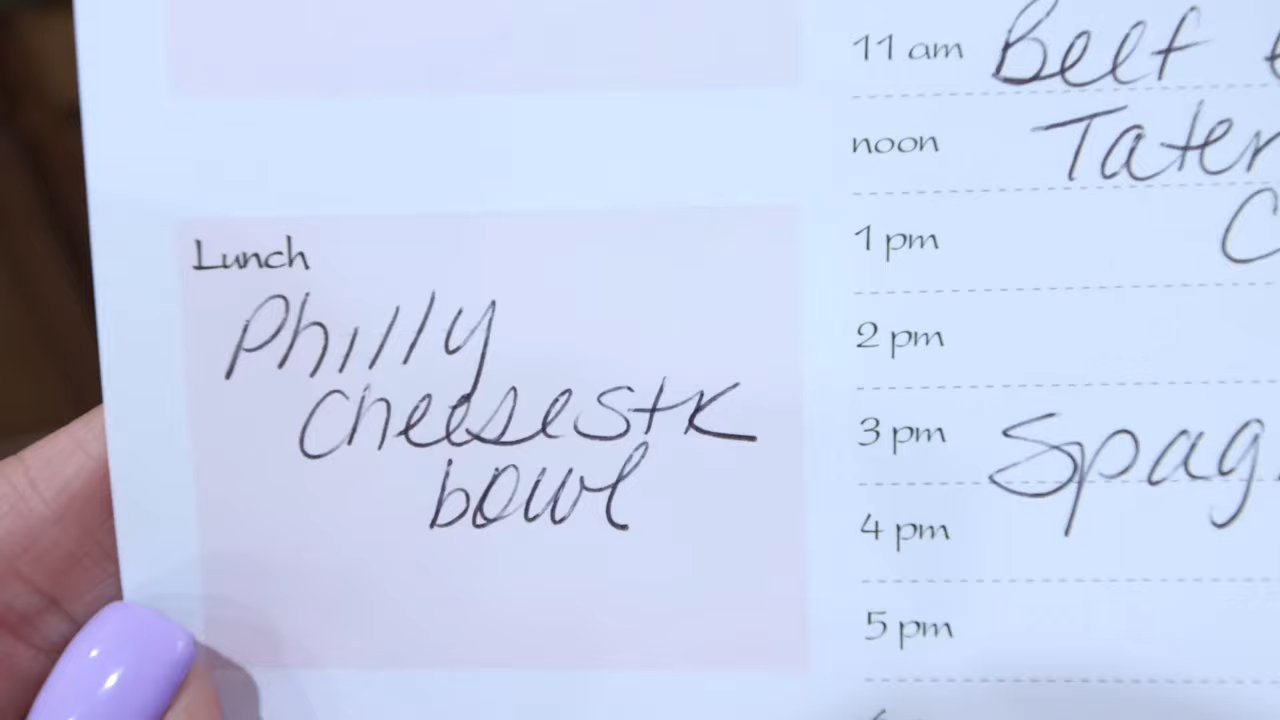 Lunch
Philly
Cheesestk
bowl
11 am Beef
noon Tater
1 pm
2 pm
3 pm Spag.
4 pm
5 pm